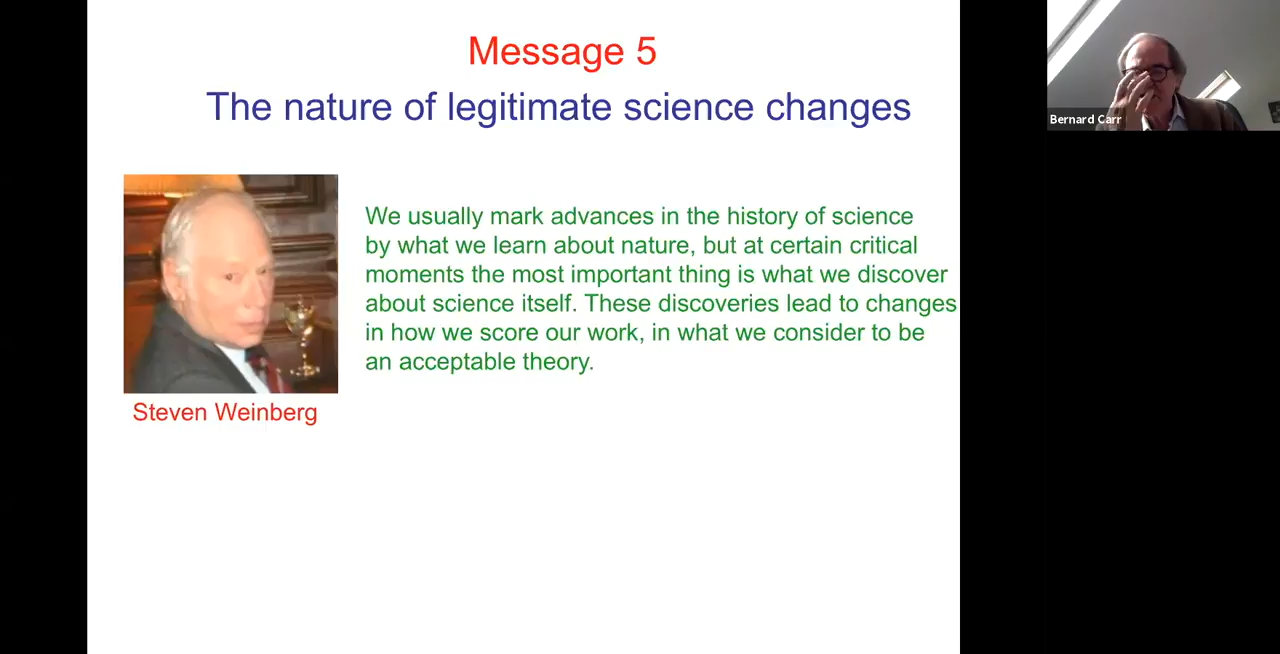 Message 5
The nature of legitimate science changes
We usually mark advances in the history of science
by what we learn about nature, but at certain critical
moments the most important thing is what we discover
about science itself. These discoveries lead to changes
in how we score our work, in what we consider to be
an acceptable theory.
Steven Weinberg
Bernard Carr